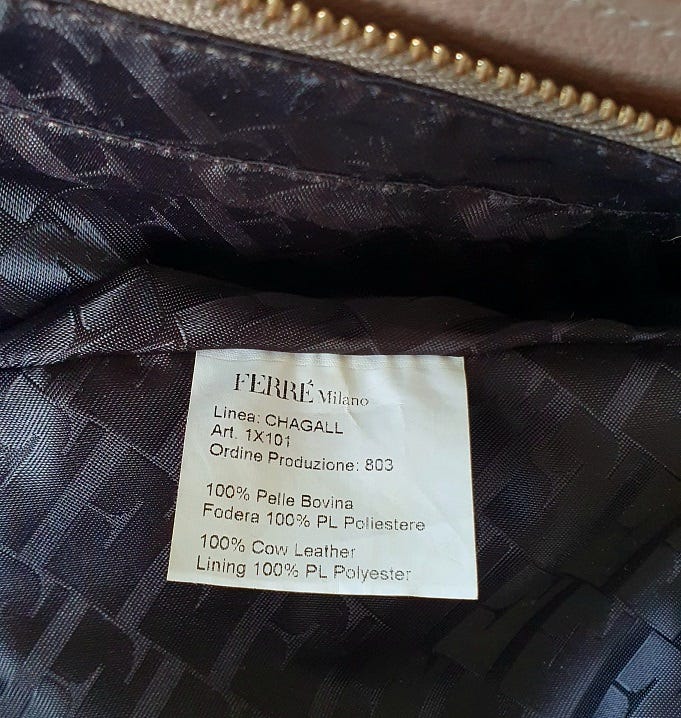 FERRÉ Milano
Linea: CHAGALL
Art. 1X101
Ordine Produzione: 803
100% Pelle Bovina
Fodera 100% PL Poliestere
100% Cow Leather
Lining 100% PL Polyester